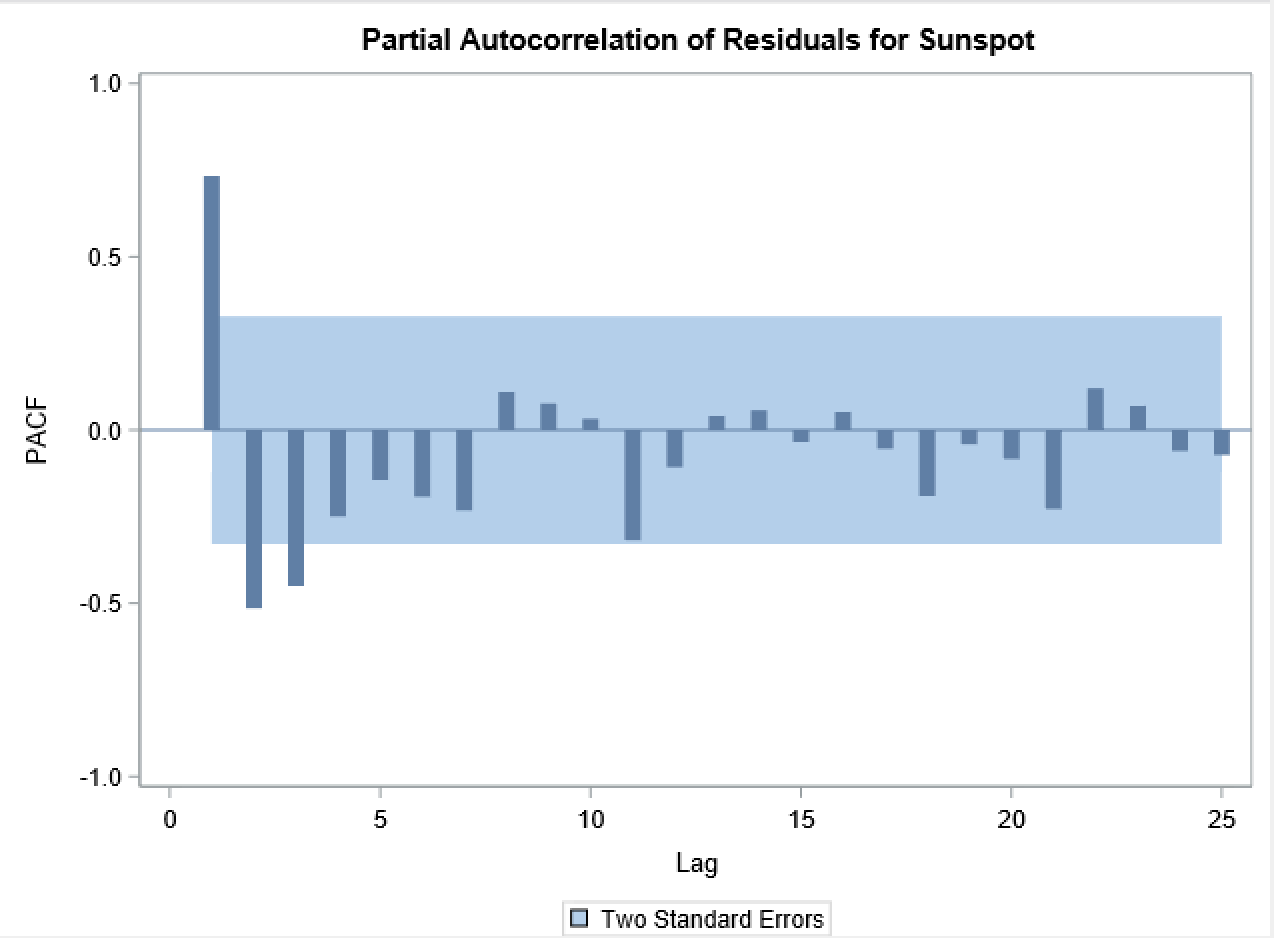 Partial Autocorrelation of Residuals for Sunspot
1.0
0.5
0.0
-0.5
-1.0
PACF
0 5 10 15 20 25
Lag
Two Standard Errors